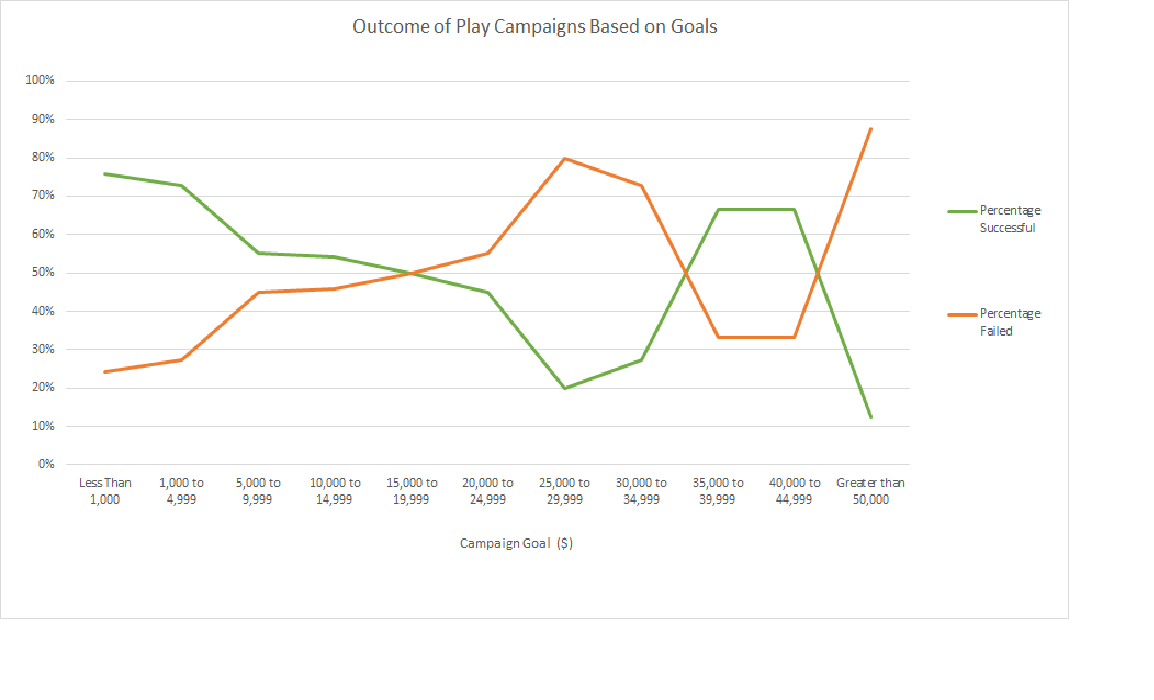 Outcome of Play Campaigns Based on Goals
100%
90%
80%
70%
60%
50%
40%
30%
20%
10%
0%
Less Than 1,000
1,000 to 4,999
5,000 to 9,999
10,000 to 14,999
15,000 to 19,999
20,000 to 24,999
25,000 to 29,999
30,000 to 34,999
35,000 to 39,999
40,000 to 44,999
Greater than 50,000
Campaign Goal ($)
Percentage
Successful
Percentage
Failed